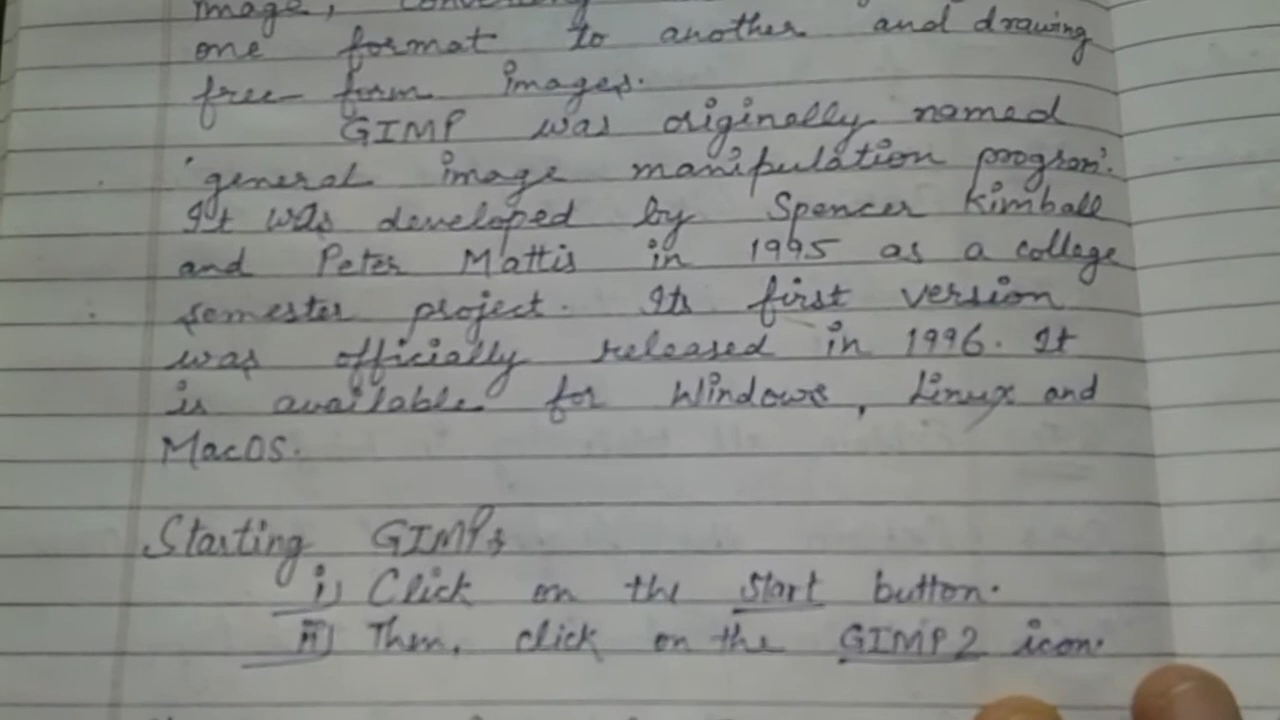 image,
one format to another and drawing
free form images.
GIMP was originally named
'general image manipulation program'.
It was developed by Spencer Kimball
and Peter Mattis in 1995 as a college
semester project. Its first version
was officially released in 1996. It
is available for Windows, Linux and
MacOS.
Starting GIMP:
i) Click on the Start button.
ii) Then, click on the GIMP 2 icon.